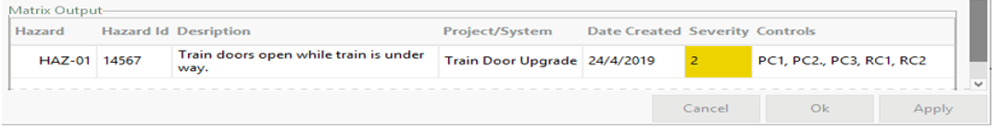 Matrix Output
Hazard Hazard Id Desription Project/System Date Created Severity Controls
HAZ-01 14567 Train doors open while train is under way. Train Door Upgrade 24/4/2019 2 PC1, PC2., PC3, RC1, RC2
Cancel Ok Apply